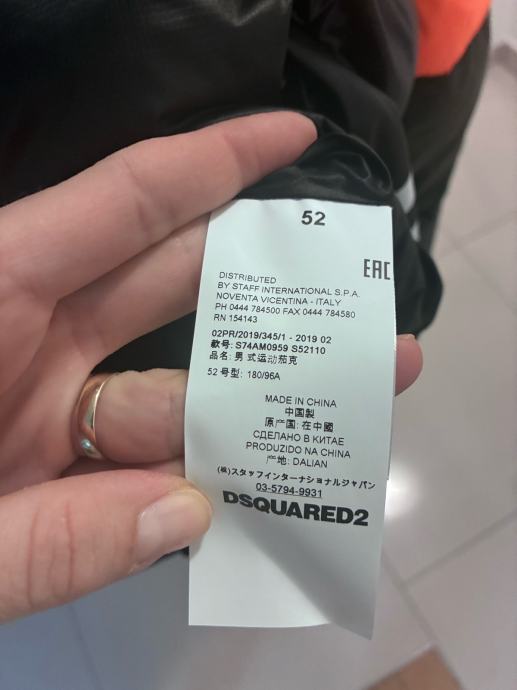 52
EAC
DISTRIBUTED
BY STAFF INTERNATIONAL S.P.A.
NOVENTA VICENTINA - ITALY
PH 0444 784500 FAX 0444 784580
RN 154143
02PR/2019/345/1 - 2019 02
款号: S74AM0959 S52110
品名: 男式运动茄克
52 号型: 180/96A
MADE IN CHINA
中国製
原产国: 在中國
СДЕЛАНО В КИТАЕ
PRODUZIDO NA CHINA
产地: DALIAN
(株)スタッフインターナショナルジャパン
03-5794-9931
DSQUARED2